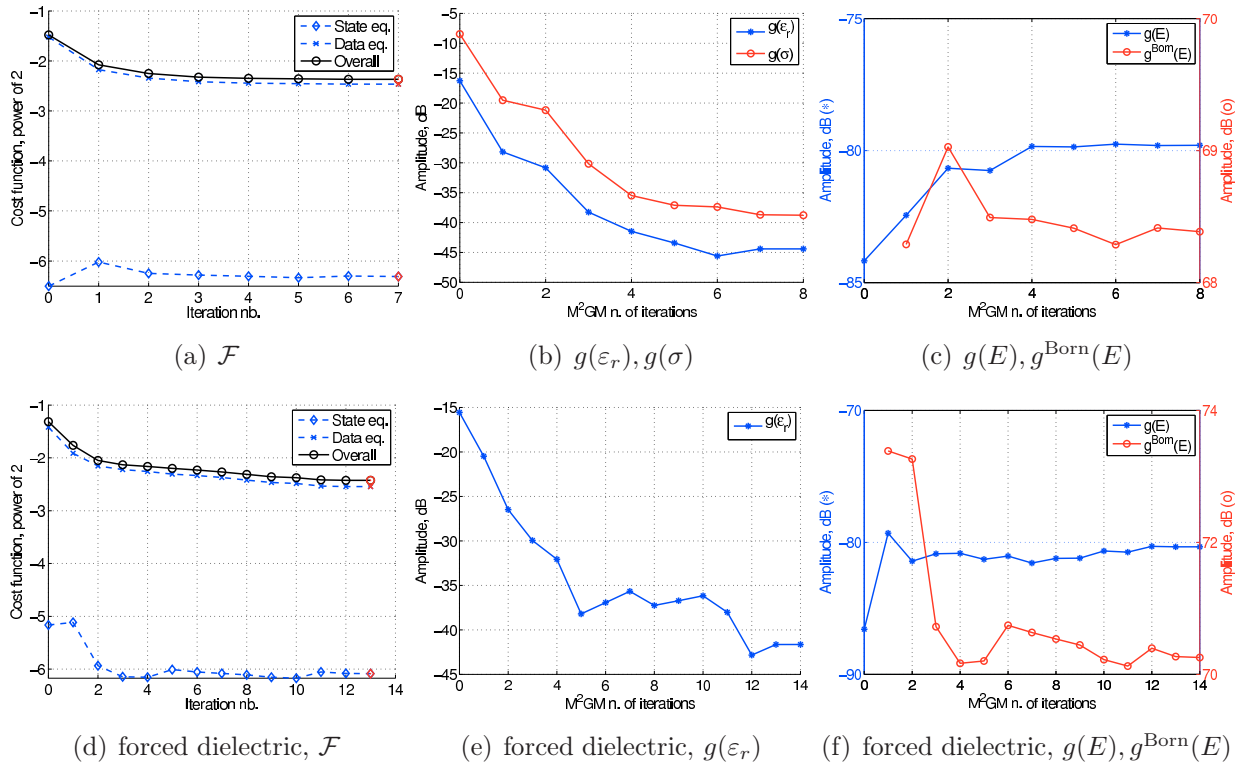 −1
−2
−3
−4
−5
−6
0 1 2 3 4 5 6 7
Cost function, power of 2
Iteration nb.
State eq.
Data eq.
Overall
(a) $\mathcal{F}$
−5
−10
−15
−20
−25
−30
−35
−40
−45
−50
0 2 4 6 8
Amplitude, dB
M²GM n. of iterations
g(εᵣ)
g(σ)
(b) g(εᵣ), g(σ)
−75
−80
−85
70
69
68
0 2 4 6 8
Amplitude, dB (*)
Amplitude, dB (o)
M²GM n. of iterations
g(E)
g^Born(E)
(c) g(E), g^Born(E)
−1
−2
−3
−4
−5
−6
0 2 4 6 8 10 12 14
Cost function, power of 2
Iteration nb.
State eq.
Data eq.
Overall
(d) forced dielectric, $\mathcal{F}$
−15
−20
−25
−30
−35
−40
−45
0 2 4 6 8 10 12 14
Amplitude, dB
M²GM n. of iterations
g(εᵣ)
(e) forced dielectric, g(εᵣ)
−70
−80
−90
74
72
70
0 2 4 6 8 10 12 14
Amplitude, dB (*)
Amplitude, dB (o)
M²GM n. of iterations
g(E)
g^Born(E)
(f) forced dielectric, g(E), g^Born(E)